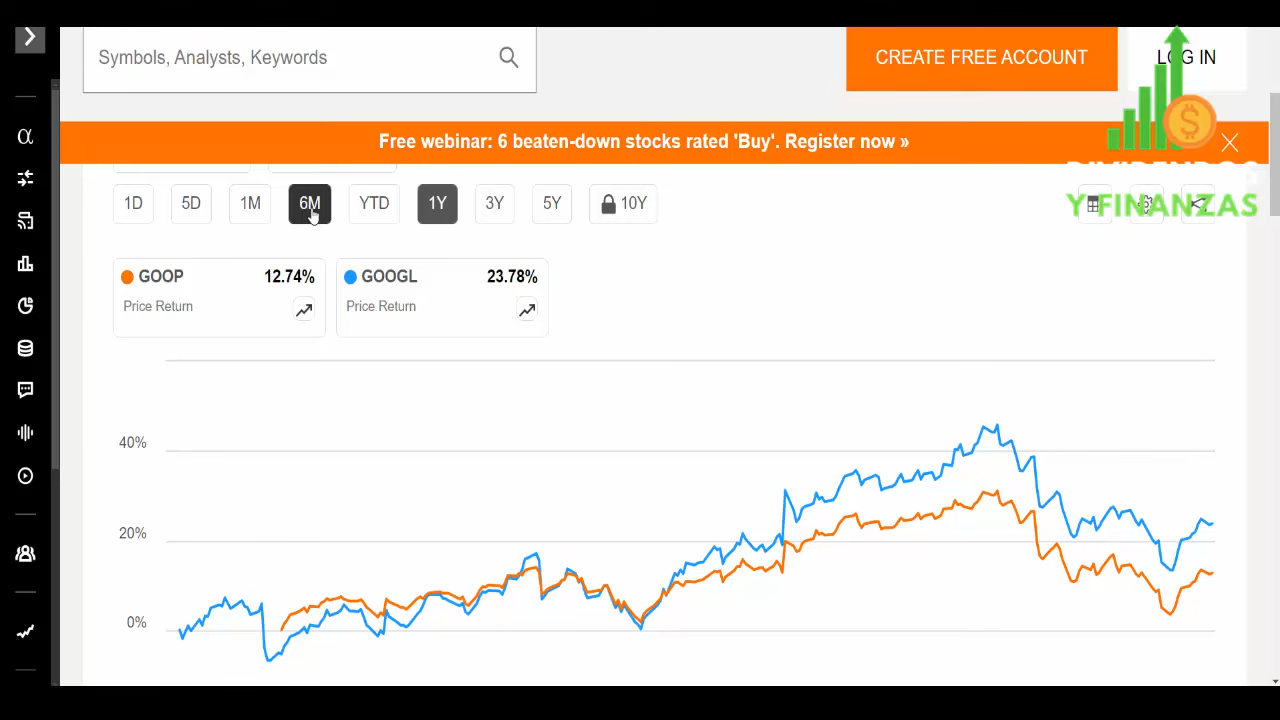 Symbols, Analysts, Keywords
CREATE FREE ACCOUNT
LOG IN
Free webinar: 6 beaten-down stocks rated 'Buy'. Register now »
DIVIDENDOS
Y FINANZAS
1D 5D 1M 6M YTD 1Y 3Y 5Y 10Y
GOOP 12.74%
Price Return
GOOGL 23.78%
Price Return
40%
20%
0%